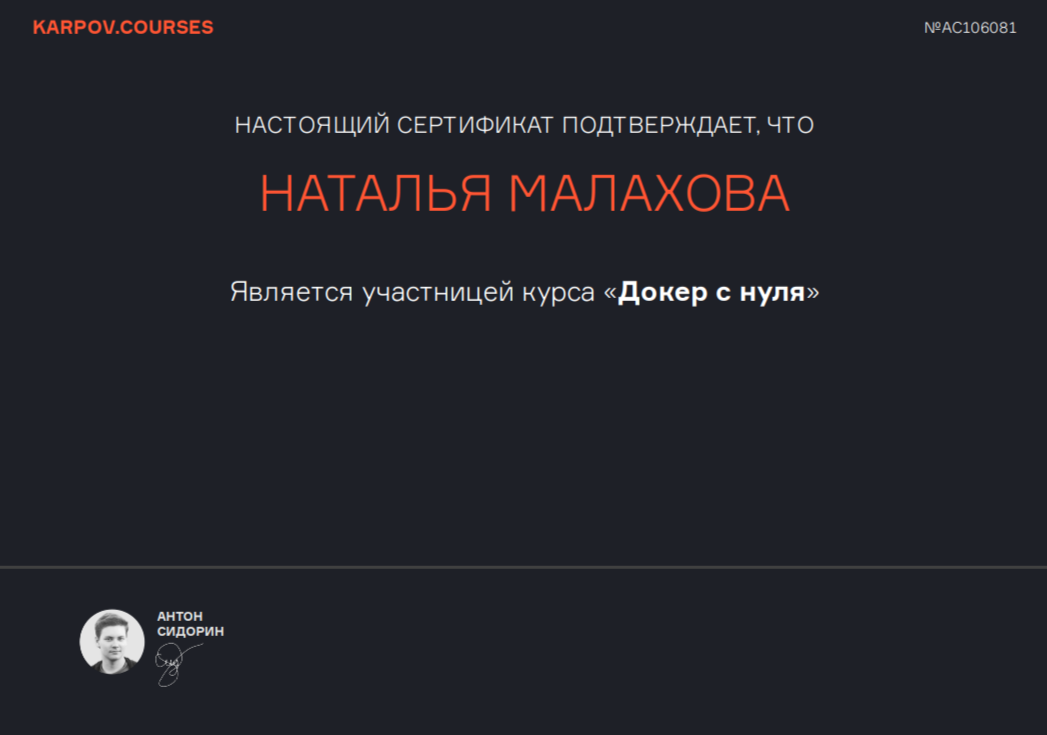 KARPOV.COURSES
№AC106081
НАСТОЯЩИЙ СЕРТИФИКАТ ПОДТВЕРЖДАЕТ, ЧТО
НАТАЛЬЯ МАЛАХОВА
Является участницей курса «Докер с нуля»
АНТОН
СИДОРИН